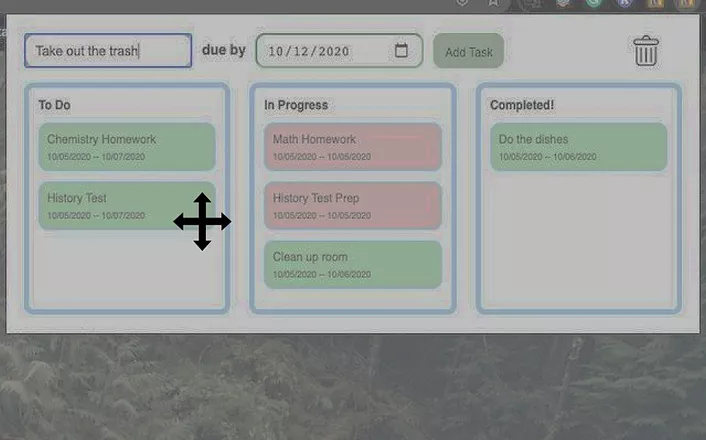 Take out the trash
due by
10/12/2020
Add Task
To Do
Chemistry Homework
10/05/2020 – 10/07/2020
History Test
10/05/2020 – 10/07/2020
In Progress
Math Homework
10/05/2020 – 10/05/2020
History Test Prep
10/05/2020 – 10/05/2020
Clean up room
10/05/2020 – 10/06/2020
Completed!
Do the dishes
10/05/2020 – 10/06/2020